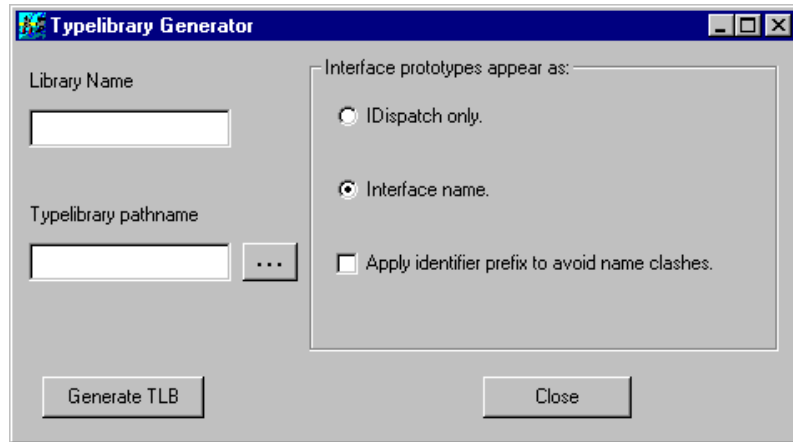 Typelibrary Generator
Library Name
Interface prototypes appear as:
IDispatch only.
Interface name.
Typelibrary pathname
...
Apply identifier prefix to avoid name clashes.
Generate TLB
Close